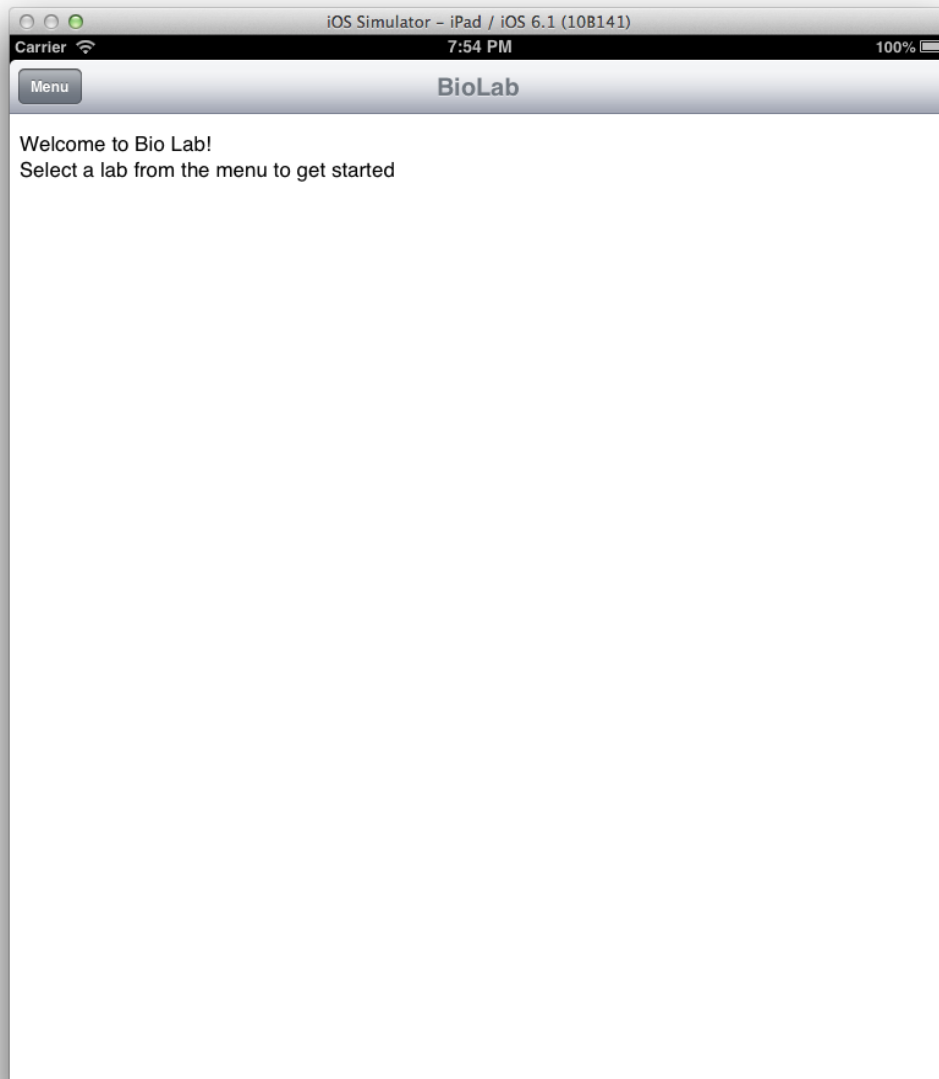 iOS Simulator – iPad / iOS 6.1 (10B141)
Carrier 7:54 PM 100%
Menu BioLab
Welcome to Bio Lab!
Select a lab from the menu to get started